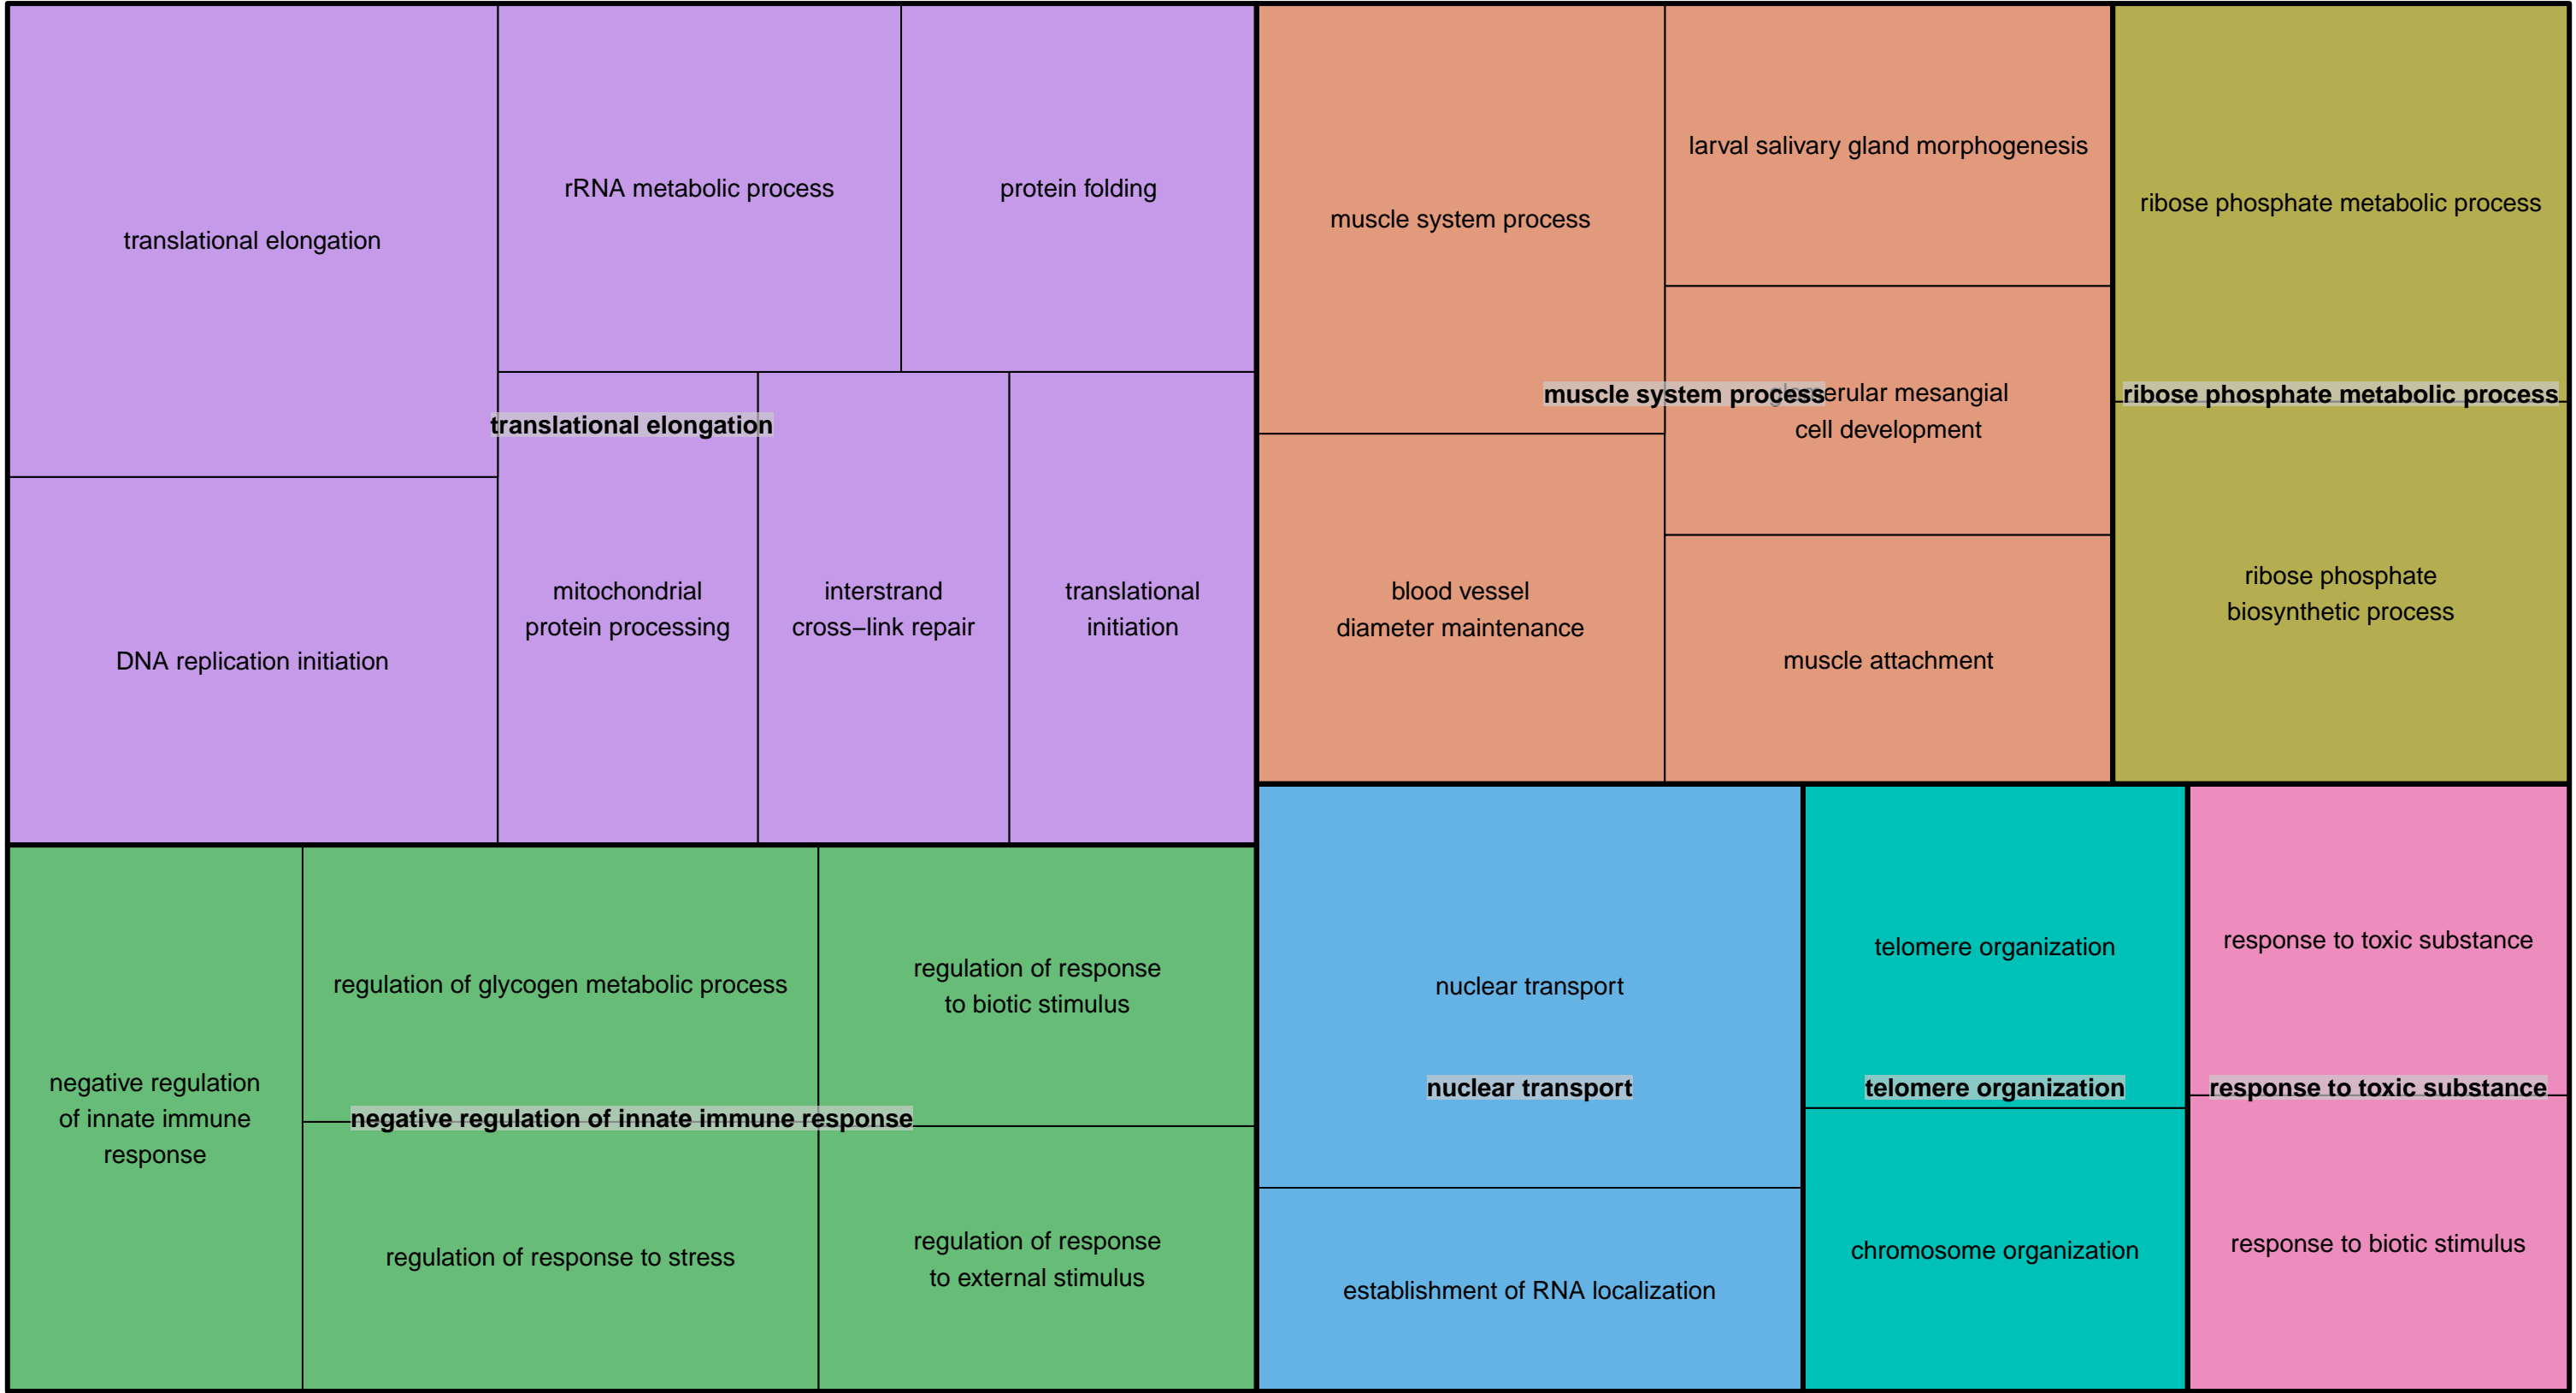 translational elongation
rRNA metabolic process
protein folding
translational elongation
DNA replication initiation
mitochondrial
protein processing
interstrand
cross−link repair
translational
initiation
muscle system process
larval salivary gland morphogenesis
muscle system process
glomerular mesangial
cell development
blood vessel
diameter maintenance
muscle attachment
ribose phosphate metabolic process
ribose phosphate metabolic process
ribose phosphate
biosynthetic process
negative regulation
of innate immune
response
regulation of glycogen metabolic process
regulation of response
to biotic stimulus
negative regulation of innate immune response
regulation of response to stress
regulation of response
to external stimulus
nuclear transport
nuclear transport
establishment of RNA localization
telomere organization
telomere organization
chromosome organization
response to toxic substance
response to toxic substance
response to biotic stimulus